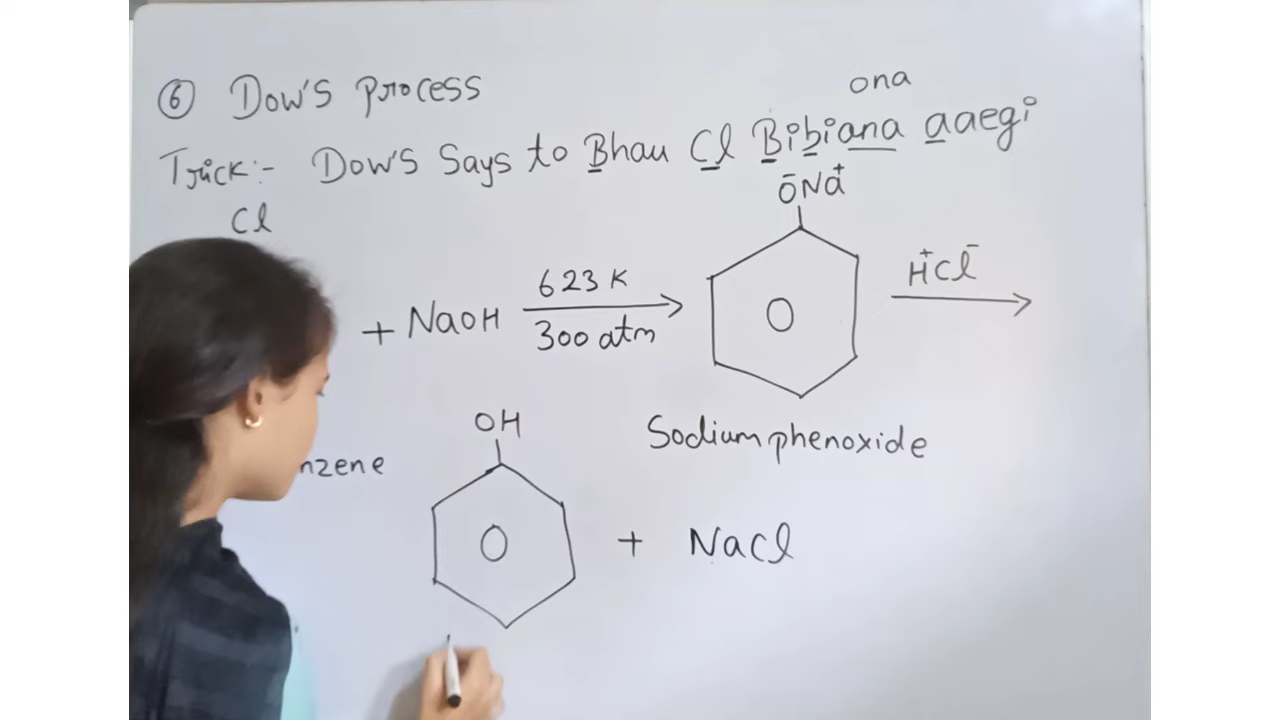 ⑥ Dow's Process
ona
Trick:- Dow's Says to Bhau Cl Bibiana aaegi
Cl
ŌNa⁺
+ NaOH
623 K
300 atm
H⁺Cl⁻
OH
Sodium phenoxide
nzene
+ NaCl